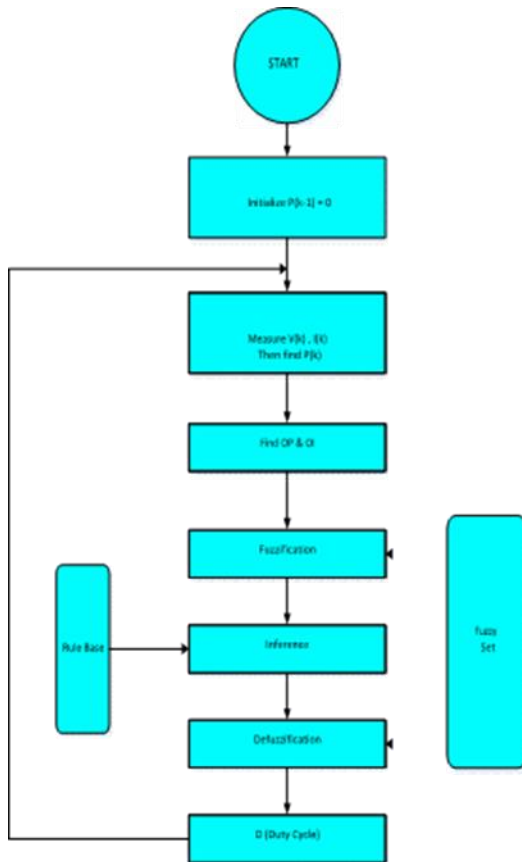 START
Initialize P(k-1) = 0
Measure V(k) , I(k)
Then find P(k)
Find OP & OI
Fuzzification
fuzzy
Set
Rule Base
Inference
Defuzzification
D (Duty Cycle)